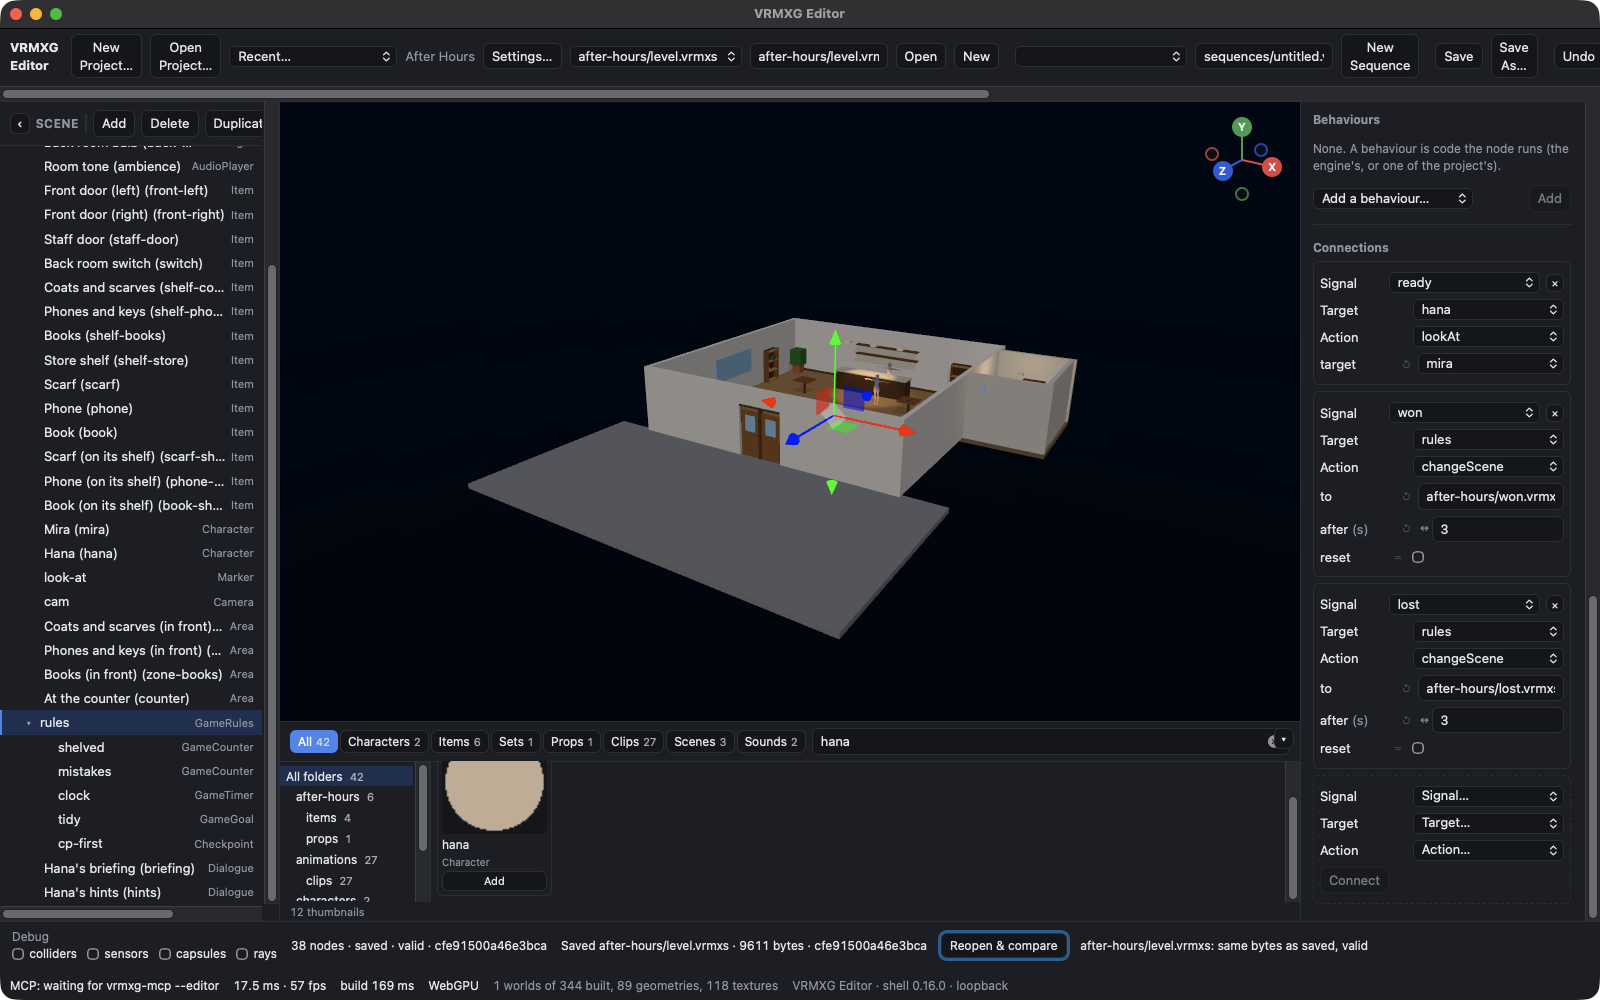 VRMXG Editor
VRMXG Editor
New Project...
Open Project...
Recent...
After Hours
Settings...
after-hours/level.vrmxs
after-hours/level.vrn
Open
New
sequences/untitled.
New Sequence
Save
Save As...
Undo
SCENE
Add
Delete
Duplicat
Room tone (ambience) AudioPlayer
Front door (left) (front-left) Item
Front door (right) (front-right) Item
Staff door (staff-door) Item
Back room switch (switch) Item
Coats and scarves (shelf-co... Item
Phones and keys (shelf-pho... Item
Books (shelf-books) Item
Store shelf (shelf-store) Item
Scarf (scarf) Item
Phone (phone) Item
Book (book) Item
Scarf (on its shelf) (scarf-sh... Item
Phone (on its shelf) (phone-... Item
Book (on its shelf) (book-sh... Item
Mira (mira) Character
Hana (hana) Character
look-at Marker
cam Camera
Coats and scarves (in front)... Area
Phones and keys (in front) (... Area
Books (in front) (zone-books) Area
At the counter (counter) Area
rules GameRules
shelved GameCounter
mistakes GameCounter
clock GameTimer
tidy GameGoal
cp-first Checkpoint
Hana's briefing (briefing) Dialogue
Hana's hints (hints) Dialogue
Y
X
Z
All 42
Characters 2
Items 6
Sets 1
Props 1
Clips 27
Scenes 3
Sounds 2
hana
All folders 42
after-hours 6
items 4
props 1
animations 27
clips 27
characters 2
12 thumbnails
hana
Character
Add
Behaviours
None. A behaviour is code the node runs (the
engine's, or one of the project's).
Add a behaviour...
Add
Connections
Signal ready ×
Target hana
Action lookAt
target mira
Signal won ×
Target rules
Action changeScene
to after-hours/won.vrmx
after (s) 3
reset
Signal lost ×
Target rules
Action changeScene
to after-hours/lost.vrmx
after (s) 3
reset
Signal Signal...
Target Target...
Action Action...
Connect
Debug
colliders
sensors
capsules
rays
38 nodes · saved · valid · cfe91500a46e3bca
Saved after-hours/level.vrmxs · 9611 bytes · cfe91500a46e3bca
Reopen & compare
after-hours/level.vrmxs: same bytes as saved, valid
MCP: waiting for vrmxg-mcp --editor
17.5 ms · 57 fps
build 169 ms
WebGPU
1 worlds of 344 built, 89 geometries, 118 textures
VRMXG Editor · shell 0.16.0 · loopback